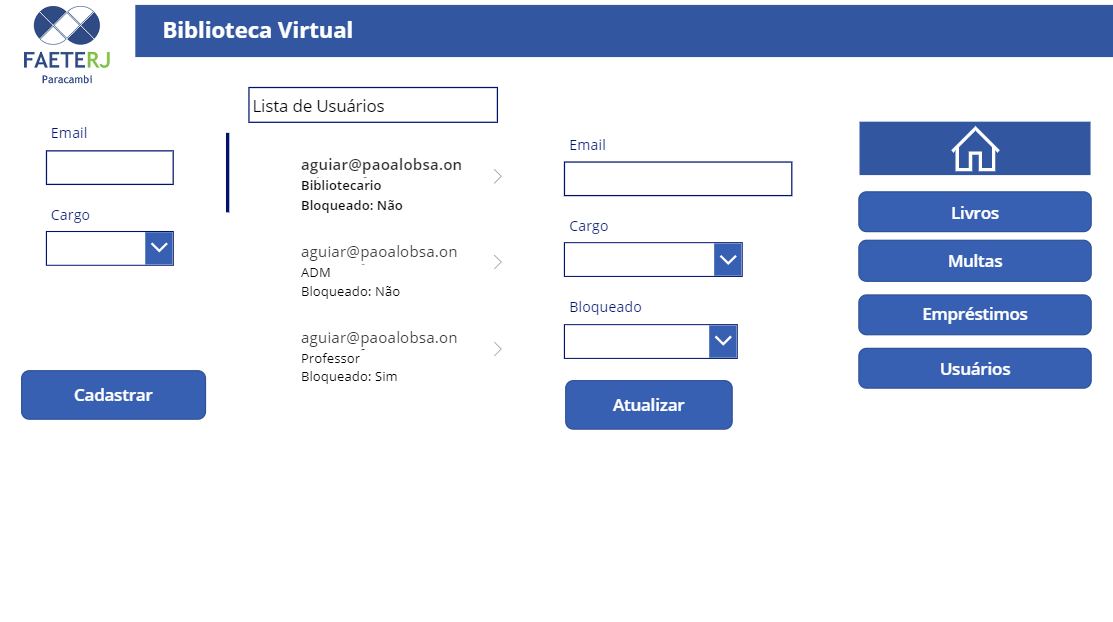 FAETERJ
Paracambi
Biblioteca Virtual
Email
Cargo
Cadastrar
Lista de Usuários
aguiar@paoalobsa.on
Bibliotecario
Bloqueado: Não
aguiar@paoalobsa.on
ADM
Bloqueado: Não
aguiar@paoalobsa.on
Professor
Bloqueado: Sim
Email
Cargo
Bloqueado
Atualizar
Livros
Multas
Empréstimos
Usuários